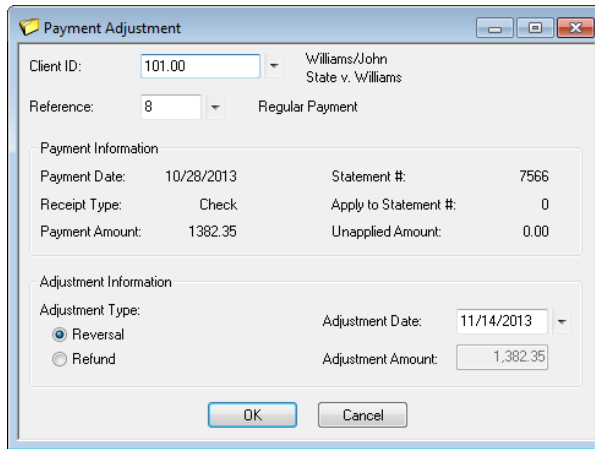 Payment Adjustment
Client ID: 101.00 Williams/John
State v. Williams
Reference: 8 Regular Payment
Payment Information
Payment Date: 10/28/2013 Statement #: 7566
Receipt Type: Check Apply to Statement #: 0
Payment Amount: 1382.35 Unapplied Amount: 0.00
Adjustment Information
Adjustment Type:
Reversal Adjustment Date: 11/14/2013
Refund Adjustment Amount: 1,382.35
OK Cancel